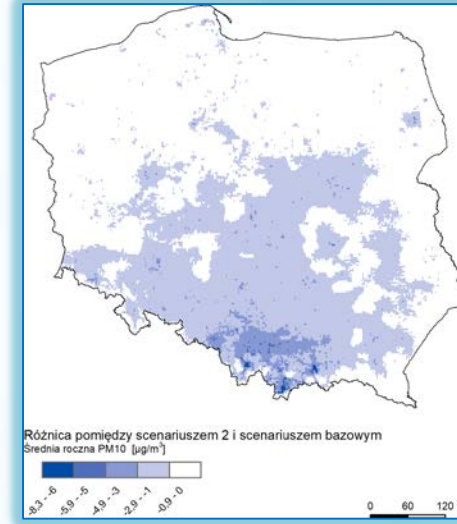 Różnica pomiędzy scenariuszem 2 i scenariuszem bazowym
Średnia roczna PM10 [µg/m³]
-8.3 - -6
-5.9 - -5
-4.9 - -3
-2.9 - -1
-0.9 - 0
0 60 120